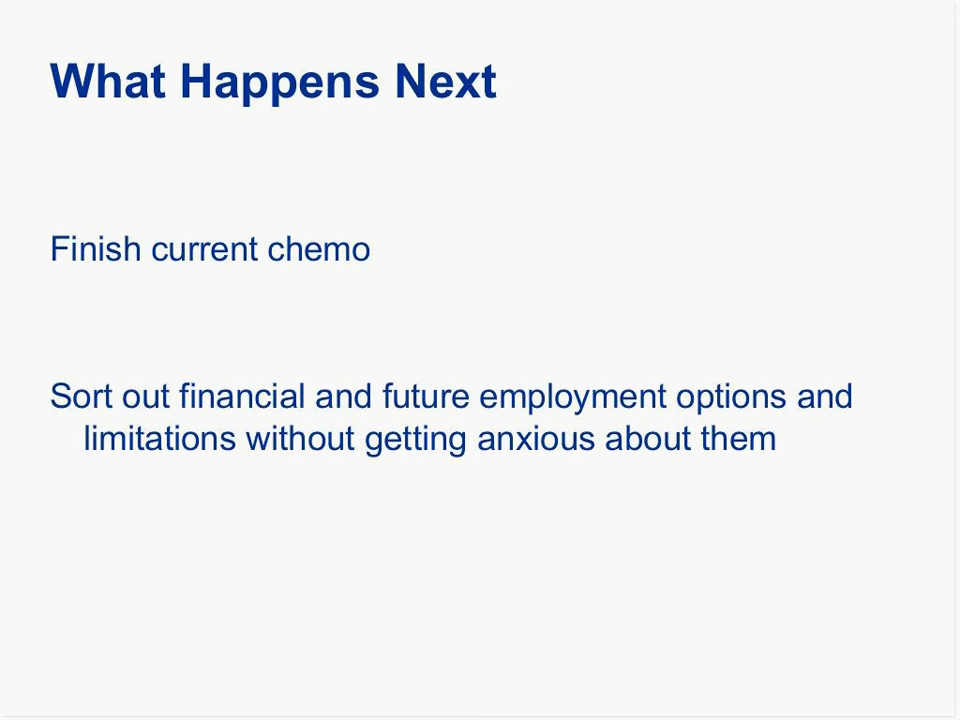 What Happens Next
Finish current chemo
Sort out financial and future employment options and
limitations without getting anxious about them